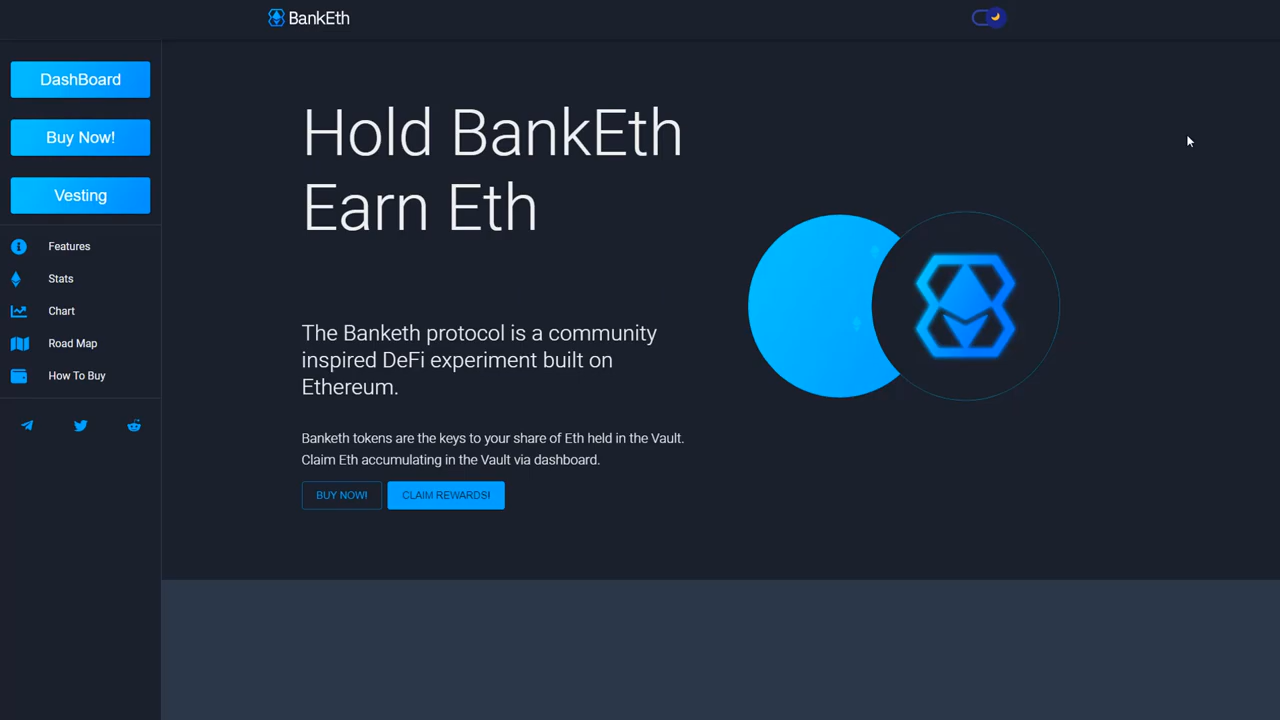 BankEth
DashBoard
Buy Now!
Vesting
Features
Stats
Chart
Road Map
How To Buy
Hold BankEth
Earn Eth
The Banketh protocol is a community
inspired DeFi experiment built on
Ethereum.
Banketh tokens are the keys to your share of Eth held in the Vault.
Claim Eth accumulating in the Vault via dashboard.
BUY NOW!
CLAIM REWARDS!